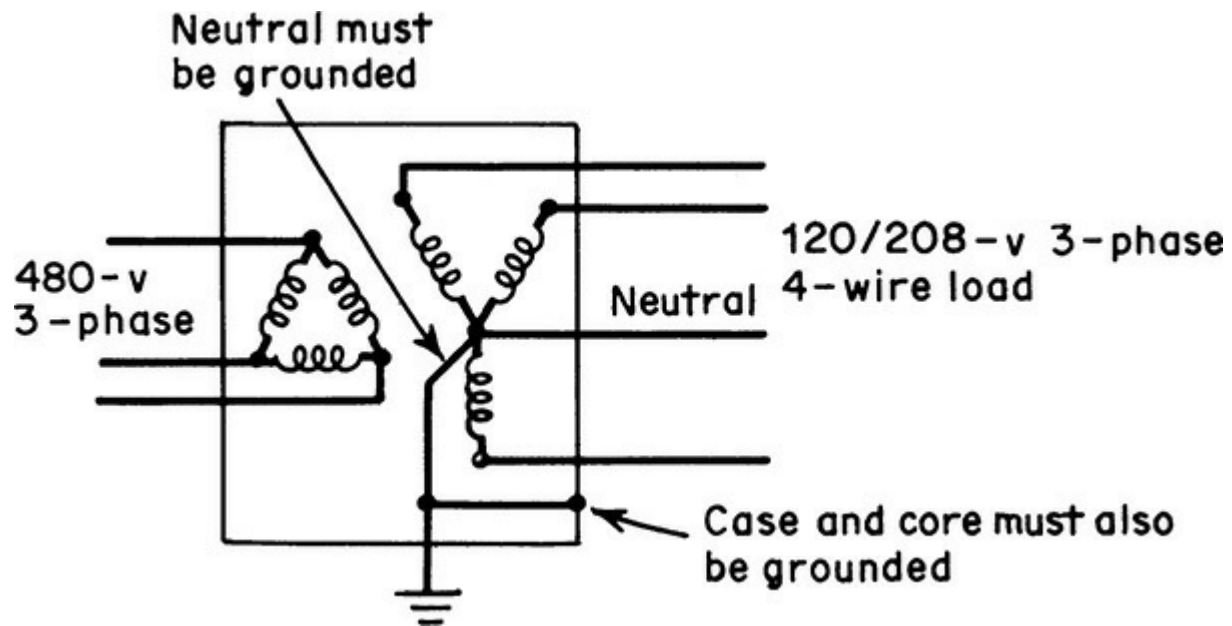 Neutral must
be grounded
480-v
3-phase
120/208-v 3-phase
4-wire load
Neutral
Case and core must also
be grounded